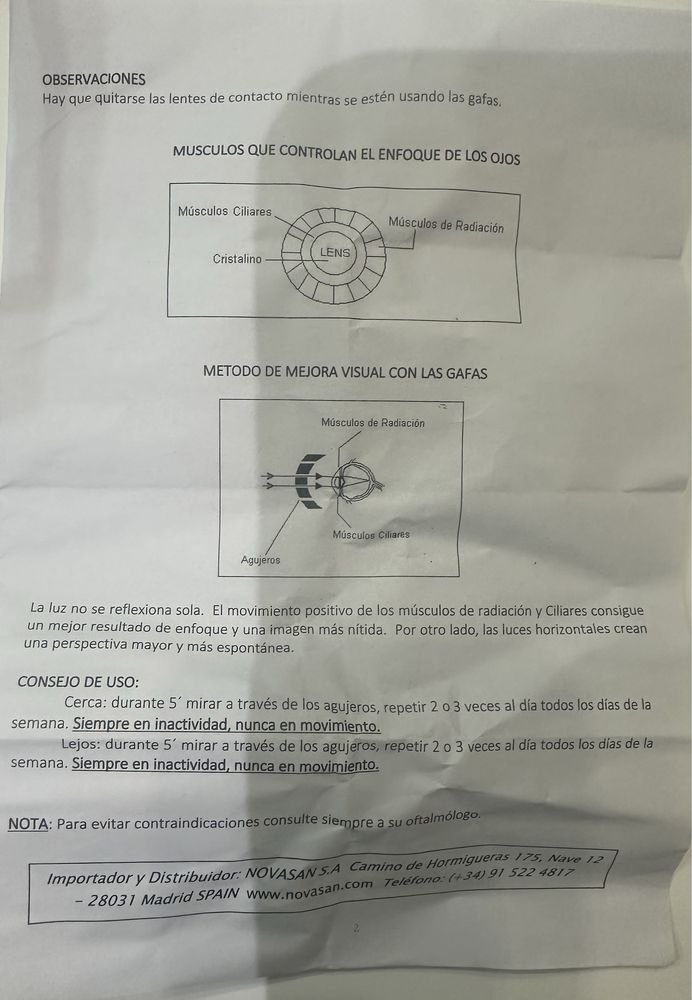 OBSERVACIONES
Hay que quitarse las lentes de contacto mientras se estén usando las gafas.
MUSCULOS QUE CONTROLAN EL ENFOQUE DE LOS OJOS
Músculos Ciliares
Músculos de Radiación
LENS
Cristalino
METODO DE MEJORA VISUAL CON LAS GAFAS
Músculos de Radiación
Músculos Ciliares
Agujeros
La luz no se reflexiona sola. El movimiento positivo de los músculos de radiación y Ciliares consigue
un mejor resultado de enfoque y una imagen más nítida. Por otro lado, las luces horizontales crean
una perspectiva mayor y más espontánea.
CONSEJO DE USO:
Cerca: durante 5´ mirar a través de los agujeros, repetir 2 o 3 veces al día todos los días de la
semana. Siempre en inactividad, nunca en movimiento.
Lejos: durante 5´ mirar a través de los agujeros, repetir 2 o 3 veces al día todos los días de la
semana. Siempre en inactividad, nunca en movimiento.
NOTA: Para evitar contraindicaciones consulte siempre a su oftalmólogo.
Importador y Distribuidor: NOVASAN S.A Camino de Hormigueras 175, Nave 12
– 28031 Madrid SPAIN www.novasan.com Teléfono: (+34) 91 522 4817
2